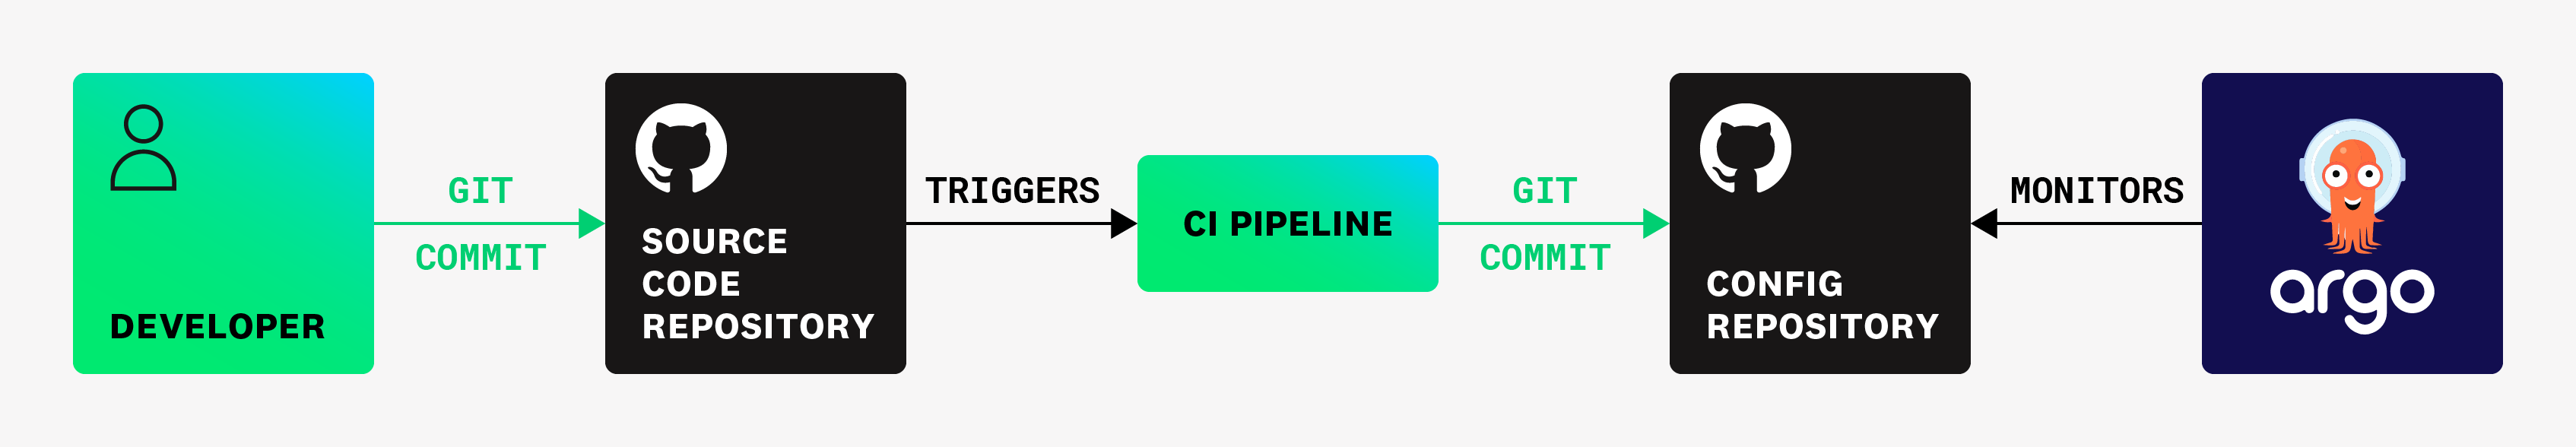 DEVELOPER
GIT
COMMIT
SOURCE
CODE
REPOSITORY
TRIGGERS
CI PIPELINE
GIT
COMMIT
CONFIG
REPOSITORY
MONITORS
argo